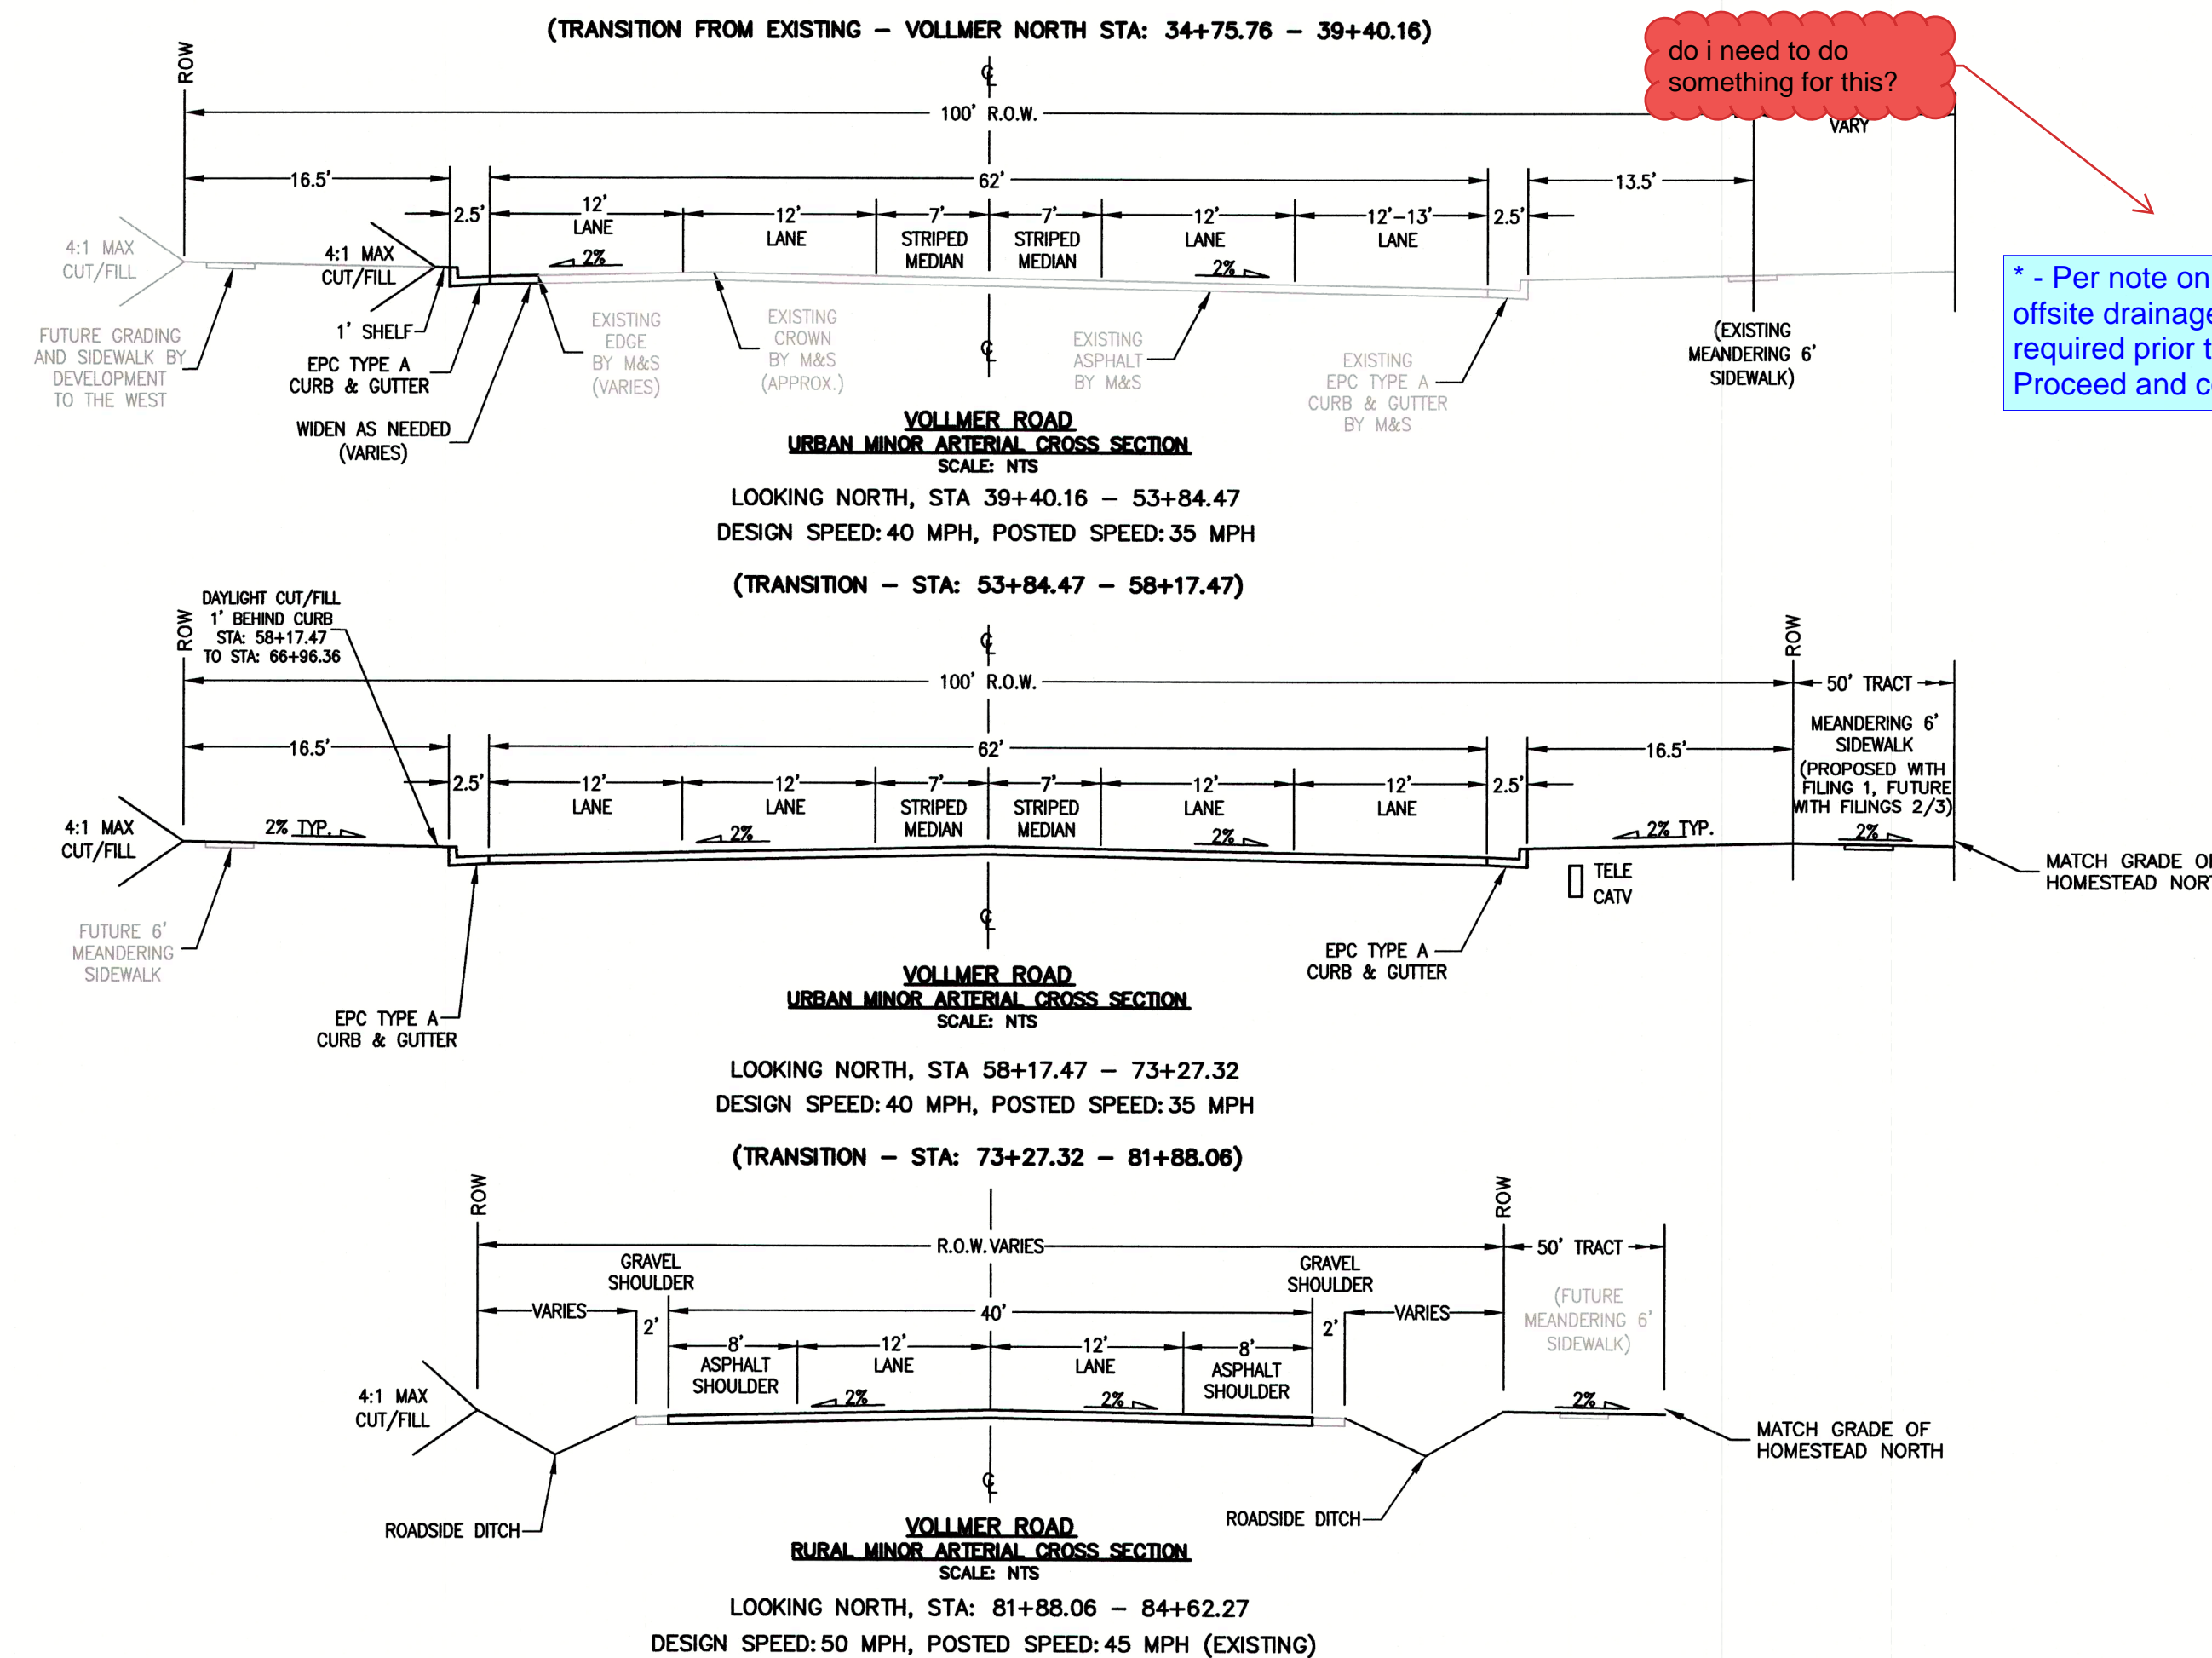 (TRANSITION FROM EXISTING – VOLLMER NORTH STA: 34+75.76 – 39+40.16)
do i need to do
something for this?
ROW
℄
100' R.O.W.
VARY
16.5'
62'
13.5'
2.5'
12'
LANE
12'
LANE
7'
STRIPED
MEDIAN
7'
STRIPED
MEDIAN
12'
LANE
12'-13'
LANE
2.5'
4:1 MAX
CUT/FILL
4:1 MAX
CUT/FILL
2%
2%
* - Per note on
offsite drainage
required prior t
Proceed and c
1' SHELF
FUTURE GRADING
AND SIDEWALK BY
DEVELOPMENT
TO THE WEST
EPC TYPE A
CURB & GUTTER
WIDEN AS NEEDED
(VARIES)
EXISTING
EDGE
BY M&S
(VARIES)
EXISTING
CROWN
BY M&S
(APPROX.)
℄
EXISTING
ASPHALT
BY M&S
EXISTING
EPC TYPE A
CURB & GUTTER
BY M&S
(EXISTING
MEANDERING 6'
SIDEWALK)
VOLLMER ROAD
URBAN MINOR ARTERIAL CROSS SECTION
SCALE: NTS
LOOKING NORTH, STA 39+40.16 – 53+84.47
DESIGN SPEED: 40 MPH, POSTED SPEED: 35 MPH
(TRANSITION – STA: 53+84.47 – 58+17.47)
DAYLIGHT CUT/FILL
1' BEHIND CURB
STA: 58+17.47
TO STA: 66+96.36
ROW
℄
ROW
100' R.O.W.
50' TRACT
16.5'
62'
16.5'
MEANDERING 6'
SIDEWALK
(PROPOSED WITH
FILING 1, FUTURE
WITH FILINGS 2/3)
2.5'
12'
LANE
12'
LANE
7'
STRIPED
MEDIAN
7'
STRIPED
MEDIAN
12'
LANE
12'
LANE
2.5'
4:1 MAX
CUT/FILL
2% TYP.
2%
2%
2% TYP.
2%
TELE
CATV
MATCH GRADE OF
HOMESTEAD NORT
FUTURE 6'
MEANDERING
SIDEWALK
℄
EPC TYPE A
CURB & GUTTER
EPC TYPE A
CURB & GUTTER
VOLLMER ROAD
URBAN MINOR ARTERIAL CROSS SECTION
SCALE: NTS
LOOKING NORTH, STA 58+17.47 – 73+27.32
DESIGN SPEED: 40 MPH, POSTED SPEED: 35 MPH
(TRANSITION – STA: 73+27.32 – 81+88.06)
ROW
ROW
R.O.W. VARIES
50' TRACT
GRAVEL
SHOULDER
GRAVEL
SHOULDER
VARIES
2'
40'
2'
VARIES
(FUTURE
MEANDERING 6'
SIDEWALK)
8'
ASPHALT
SHOULDER
12'
LANE
12'
LANE
8'
ASPHALT
SHOULDER
4:1 MAX
CUT/FILL
2%
2%
2%
MATCH GRADE OF
HOMESTEAD NORTH
℄
ROADSIDE DITCH
ROADSIDE DITCH
VOLLMER ROAD
RURAL MINOR ARTERIAL CROSS SECTION
SCALE: NTS
LOOKING NORTH, STA: 81+88.06 – 84+62.27
DESIGN SPEED: 50 MPH, POSTED SPEED: 45 MPH (EXISTING)